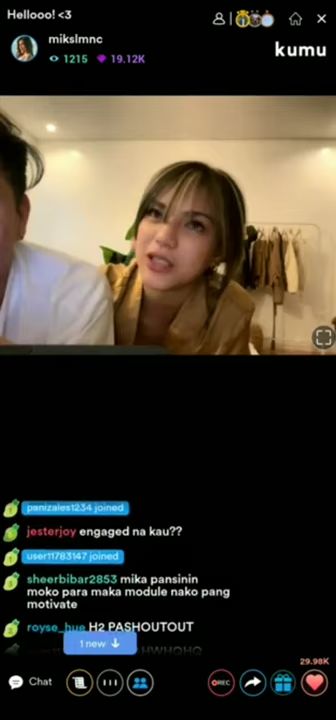 Hellooo! <3
mikslmnc
1215 19.12K
kumu
panizales1234 joined
jesterjoy engaged na kau??
user11783147 joined
sheerbibar2853 mika pansinin
moko para maka module nako pang
motivate
royse_hue H2 PASHOUTOUT
1 new
HWHQHQ
29.98K
Chat
REC